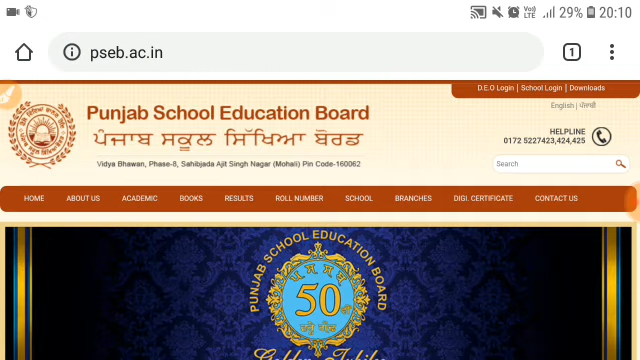 Voi) LTE 29% 20:10
pseb.ac.in
1
D.E.O Login | School Login | Downloads
English | ਪੰਜਾਬੀ
Punjab School Education Board
ਪੰਜਾਬ ਸਕੂਲ ਸਿੱਖਿਆ ਬੋਰਡ
Vidya Bhawan, Phase-8, Sahibjada Ajit Singh Nagar (Mohali) Pin Code-160062
HELPLINE
0172 5227423,424,425
Search
HOME ABOUT US ACADEMIC BOOKS RESULTS ROLL NUMBER SCHOOL BRANCHES DIGI. CERTIFICATE CONTACT US
PUNJAB SCHOOL EDUCATION BOARD
ਪ੍ਰ ਸ ਸ ਬ
50